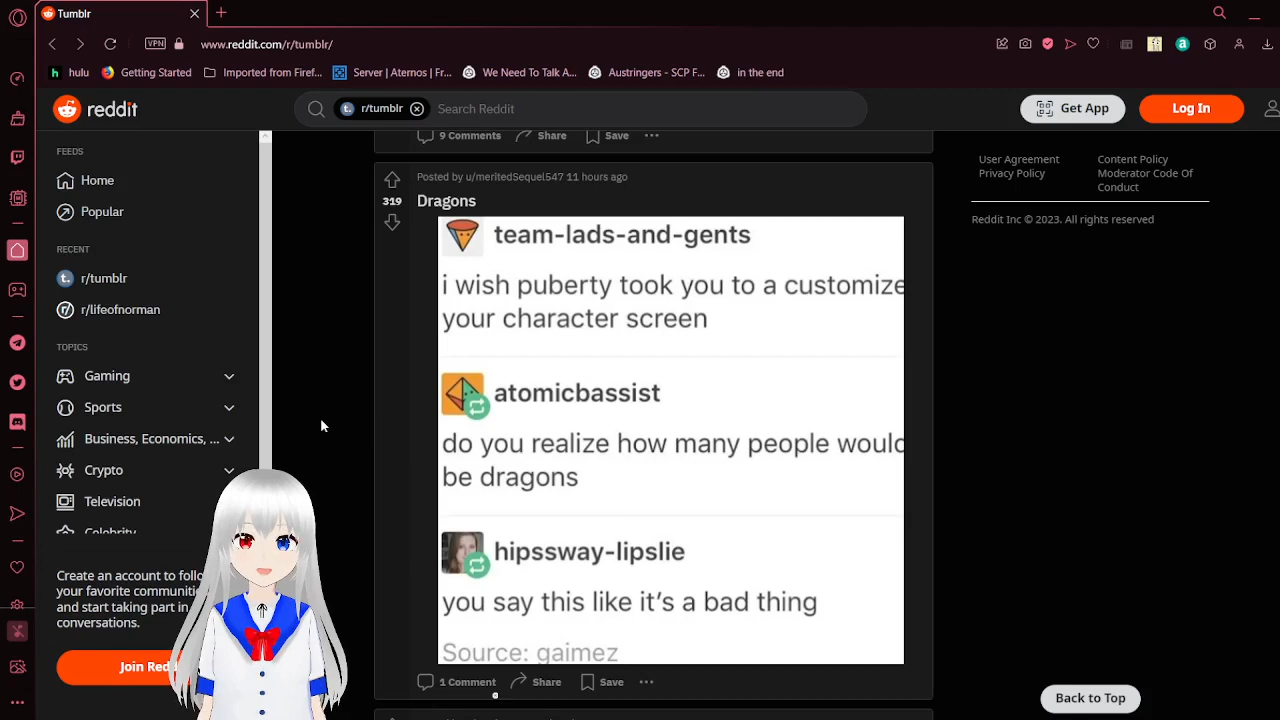 Tumblr
VPN
www.reddit.com/r/tumblr/
hulu
Getting Started
Imported from Firef...
Server | Aternos | Fr...
We Need To Talk A...
Austringers - SCP F...
in the end
reddit
r/tumblr
Search Reddit
Get App
Log In
FEEDS
Home
Popular
RECENT
r/tumblr
r/lifeofnorman
TOPICS
Gaming
Sports
Business, Economics, ...
Crypto
Television
Celebrity
Create an account to follo
your favorite communiti
and start taking part in
conversations.
Join Red
9 Comments
Share
Save
Posted by u/meritedSequel547 11 hours ago
319
Dragons
team-lads-and-gents
i wish puberty took you to a customize
your character screen
atomicbassist
do you realize how many people would
be dragons
hipssway-lipslie
you say this like it’s a bad thing
Source: gaimez
1 Comment
Share
Save
User Agreement
Privacy Policy
Content Policy
Moderator Code Of
Conduct
Reddit Inc © 2023. All rights reserved
Back to Top